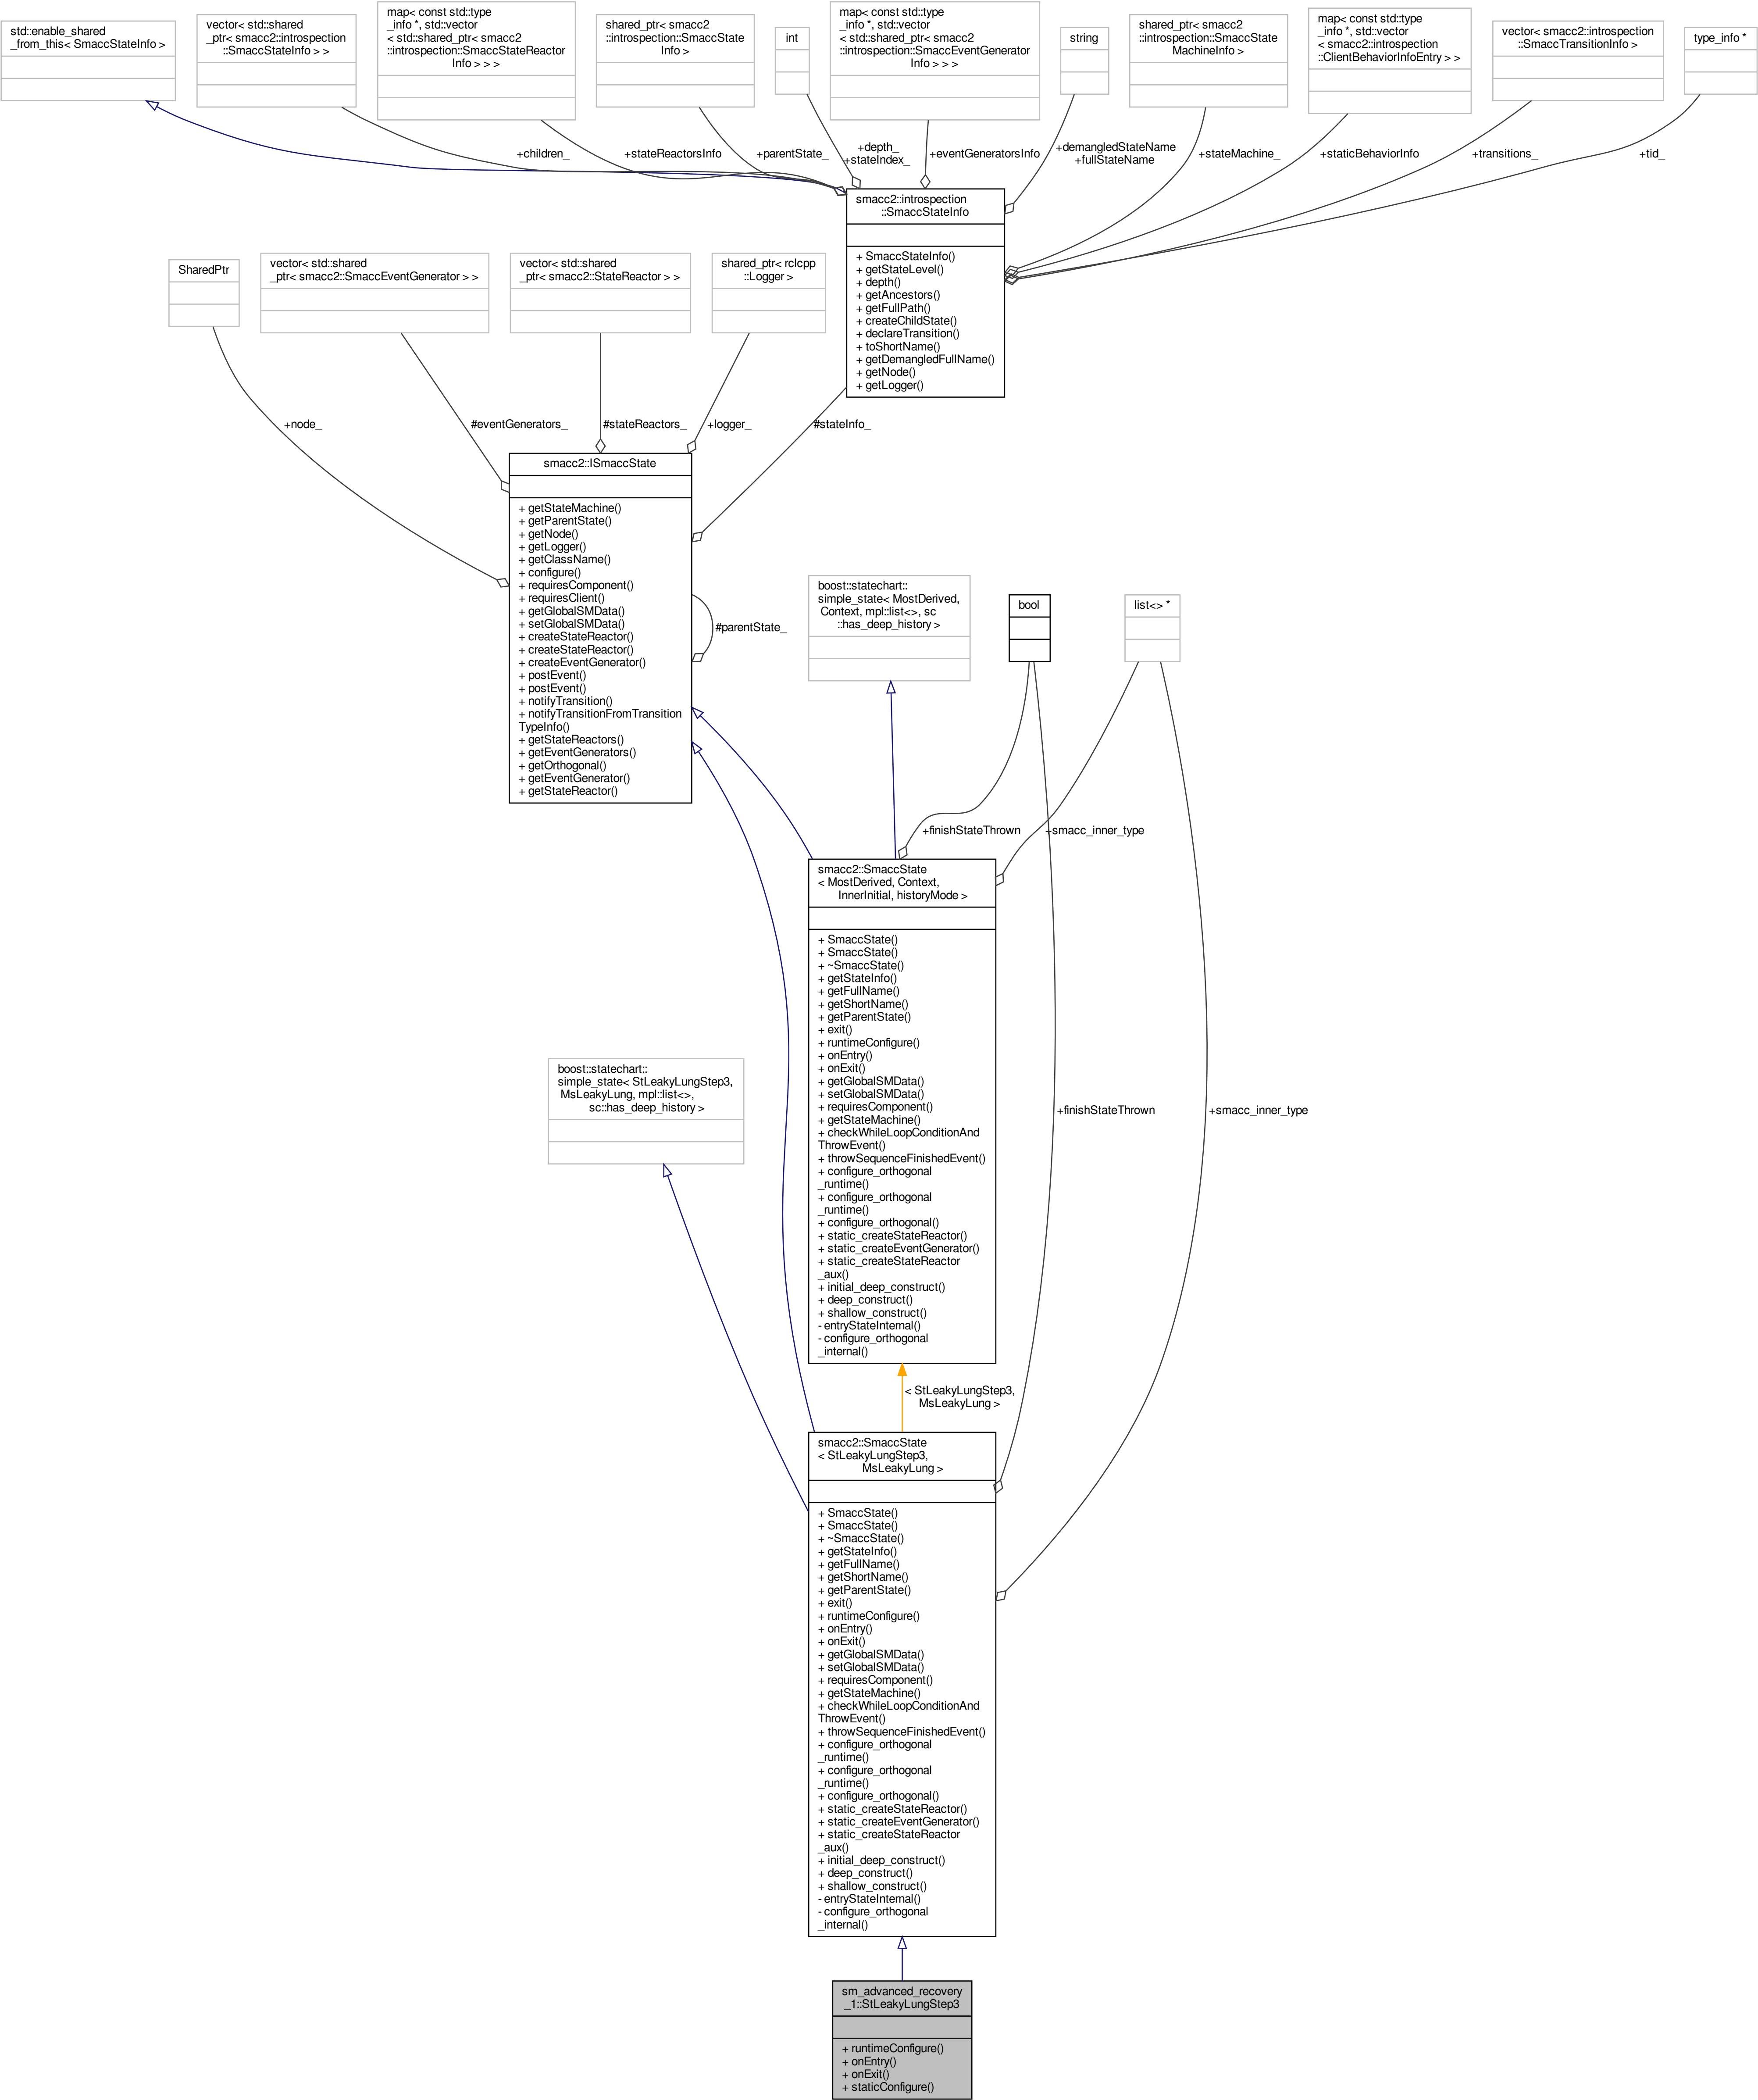 std::enable_shared
_from_this< SmaccStateInfo >
vector< std::shared
_ptr< smacc2::introspection
::SmaccStateInfo > >
map< const std::type
_info *, std::vector
< std::shared_ptr< smacc2
::introspection::SmaccStateReactor
Info > > >
shared_ptr< smacc2
::introspection::SmaccState
Info >
int
map< const std::type
_info *, std::vector
< std::shared_ptr< smacc2
::introspection::SmaccEventGenerator
Info > > >
string
shared_ptr< smacc2
::introspection::SmaccState
MachineInfo >
map< const std::type
_info *, std::vector
< smacc2::introspection
::ClientBehaviorInfoEntry > >
vector< smacc2::introspection
::SmaccTransitionInfo >
type_info *
+children_
+stateReactorsInfo
+parentState_
+depth_
+stateIndex_
+eventGeneratorsInfo
+demangledStateName
+fullStateName
+stateMachine_
+staticBehaviorInfo
+transitions_
+tid_
smacc2::introspection
::SmaccStateInfo
+ SmaccStateInfo()
+ getStateLevel()
+ depth()
+ getAncestors()
+ getFullPath()
+ createChildState()
+ declareTransition()
+ toShortName()
+ getDemangledFullName()
+ getNode()
+ getLogger()
SharedPtr
vector< std::shared
_ptr< smacc2::SmaccEventGenerator > >
vector< std::shared
_ptr< smacc2::StateReactor > >
shared_ptr< rclcpp
::Logger >
+node_
#eventGenerators_
#stateReactors_
+logger_
#stateInfo_
smacc2::ISmaccState
+ getStateMachine()
+ getParentState()
+ getNode()
+ getLogger()
+ getClassName()
+ configure()
+ requiresComponent()
+ requiresClient()
+ getGlobalSMData()
+ setGlobalSMData()
+ createStateReactor()
+ createStateReactor()
+ createEventGenerator()
+ postEvent()
+ postEvent()
+ notifyTransition()
+ notifyTransitionFromTransition
TypeInfo()
+ getStateReactors()
+ getEventGenerators()
+ getOrthogonal()
+ getEventGenerator()
+ getStateReactor()
#parentState_
boost::statechart::
simple_state< MostDerived,
Context, mpl::list<>, sc
::has_deep_history >
bool
list<> *
+finishStateThrown
+smacc_inner_type
smacc2::SmaccState
< MostDerived, Context,
InnerInitial, historyMode >
+ SmaccState()
+ SmaccState()
+ ~SmaccState()
+ getStateInfo()
+ getFullName()
+ getShortName()
+ getParentState()
+ exit()
+ runtimeConfigure()
+ onEntry()
+ onExit()
+ getGlobalSMData()
+ setGlobalSMData()
+ requiresComponent()
+ getStateMachine()
+ checkWhileLoopConditionAnd
ThrowEvent()
+ throwSequenceFinishedEvent()
+ configure_orthogonal
_runtime()
+ configure_orthogonal
_runtime()
+ configure_orthogonal()
+ static_createStateReactor()
+ static_createEventGenerator()
+ static_createStateReactor
_aux()
+ initial_deep_construct()
+ deep_construct()
+ shallow_construct()
- entryStateInternal()
- configure_orthogonal
_internal()
boost::statechart::
simple_state< StLeakyLungStep3,
MsLeakyLung, mpl::list<>,
sc::has_deep_history >
+finishStateThrown
+smacc_inner_type
< StLeakyLungStep3,
MsLeakyLung >
smacc2::SmaccState
< StLeakyLungStep3,
MsLeakyLung >
+ SmaccState()
+ SmaccState()
+ ~SmaccState()
+ getStateInfo()
+ getFullName()
+ getShortName()
+ getParentState()
+ exit()
+ runtimeConfigure()
+ onEntry()
+ onExit()
+ getGlobalSMData()
+ setGlobalSMData()
+ requiresComponent()
+ getStateMachine()
+ checkWhileLoopConditionAnd
ThrowEvent()
+ throwSequenceFinishedEvent()
+ configure_orthogonal
_runtime()
+ configure_orthogonal
_runtime()
+ configure_orthogonal()
+ static_createStateReactor()
+ static_createEventGenerator()
+ static_createStateReactor
_aux()
+ initial_deep_construct()
+ deep_construct()
+ shallow_construct()
- entryStateInternal()
- configure_orthogonal
_internal()
sm_advanced_recovery
_1::StLeakyLungStep3
+ runtimeConfigure()
+ onEntry()
+ onExit()
+ staticConfigure()